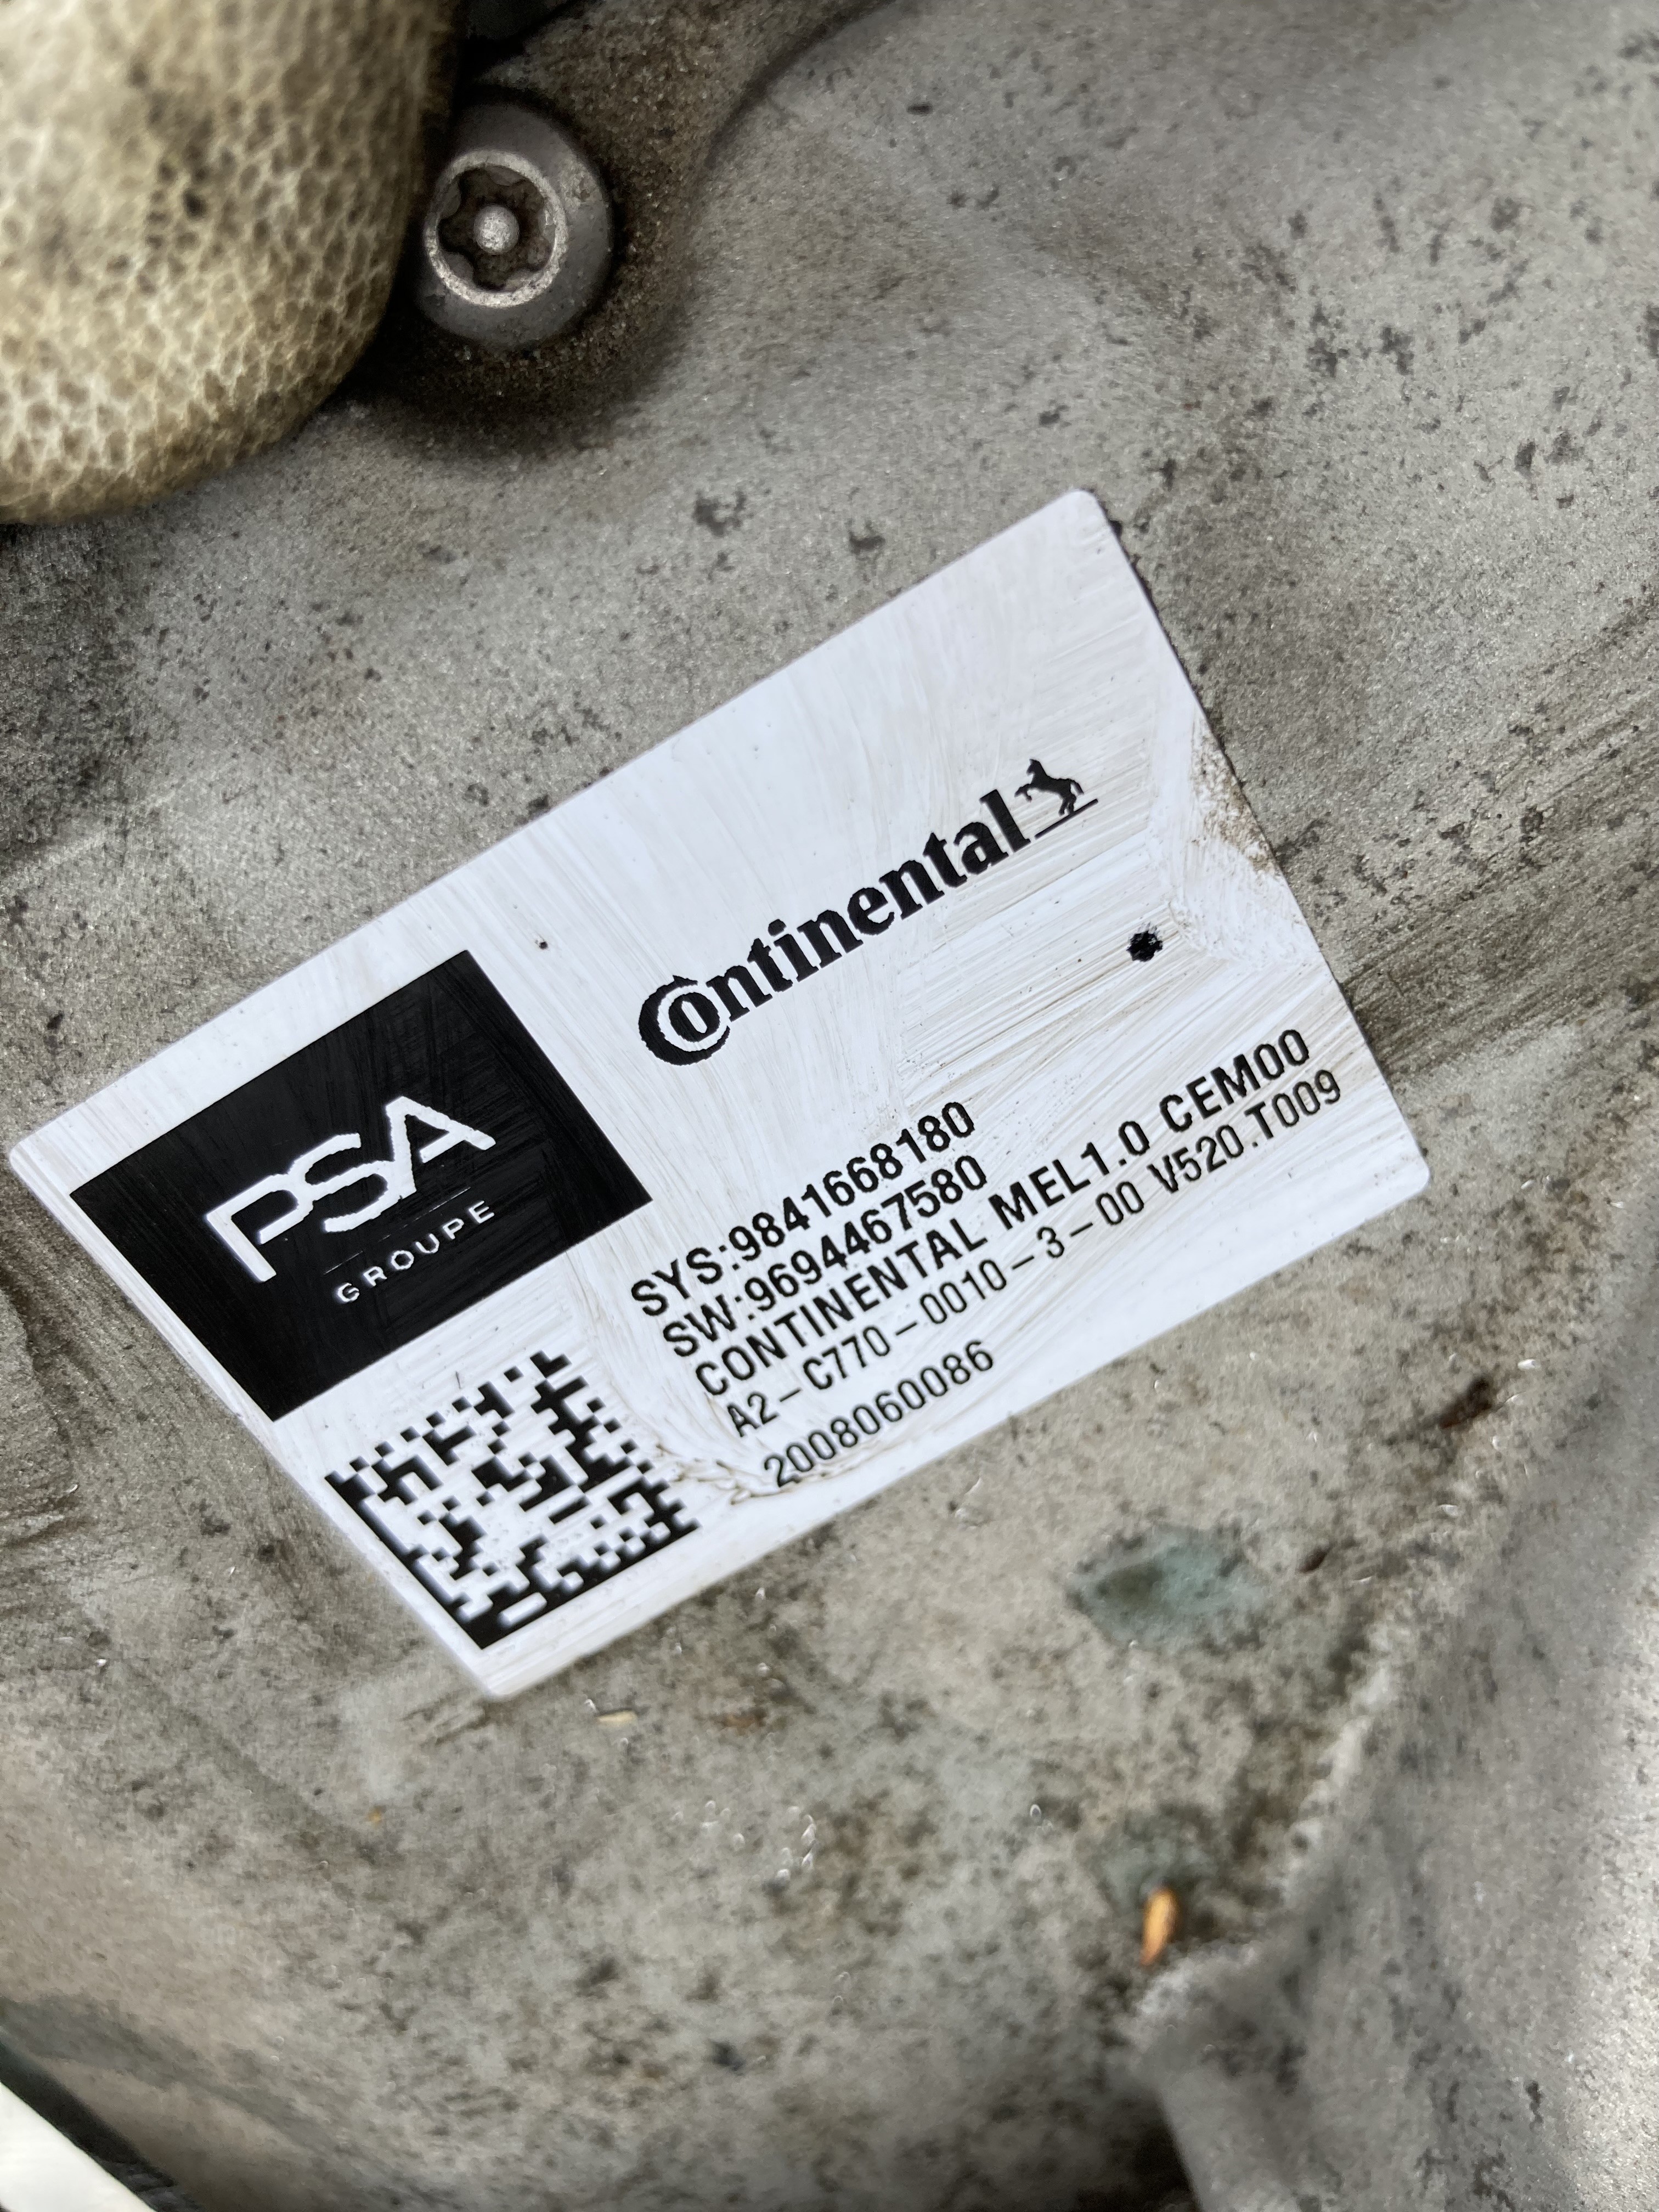 Continental
PSA
GROUPE
SYS:9841668180
SW:9694467580
CONTINENTAL MEL1.0 CEM00
A2-C770-0010-3-00 V520.T009
2008060086